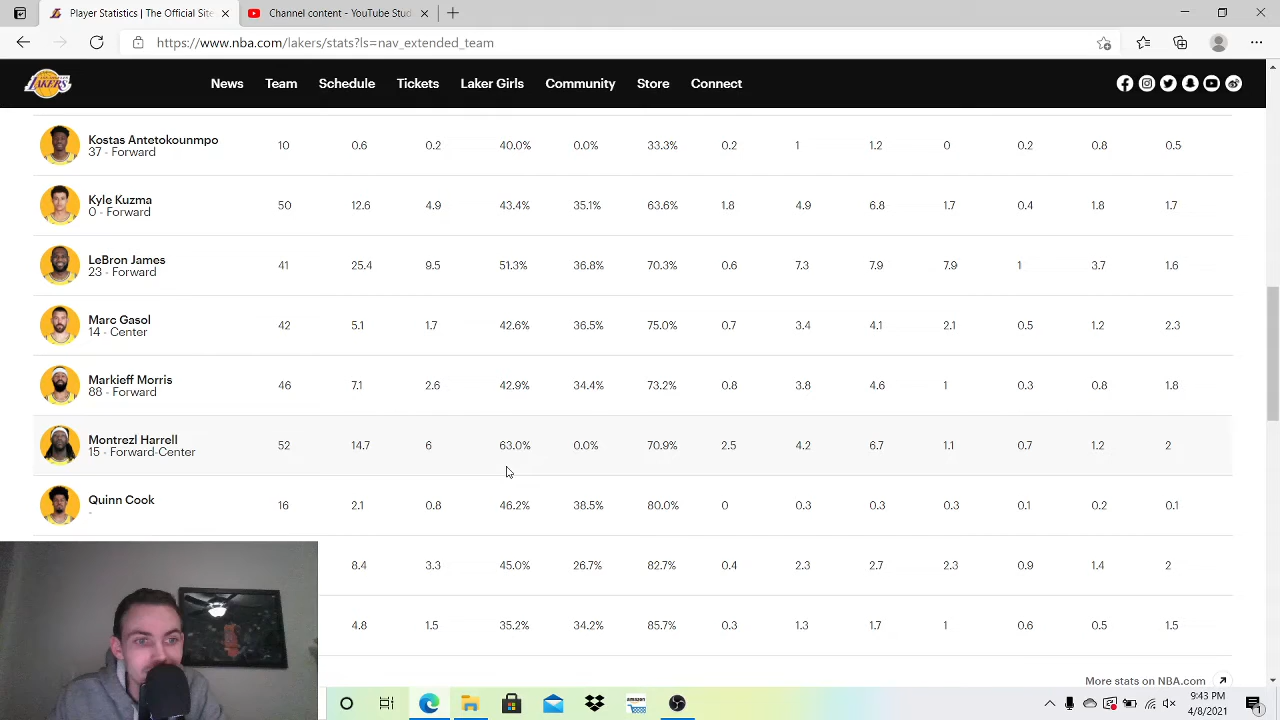 Player Statistics | The Official Site
Channel content - YouTube Stud
https://www.nba.com/lakers/stats?ls=nav_extended_team
LOS ANGELES
LAKERS
News Team Schedule Tickets Laker Girls Community Store Connect
Kostas Antetokounmpo
37 - Forward
10 0.6 0.2 40.0% 0.0% 33.3% 0.2 1 1.2 0 0.2 0.8 0.5
Kyle Kuzma
0 - Forward
50 12.6 4.9 43.4% 35.1% 63.6% 1.8 4.9 6.8 1.7 0.4 1.8 1.7
LeBron James
23 - Forward
41 25.4 9.5 51.3% 36.8% 70.3% 0.6 7.3 7.9 7.9 1 3.7 1.6
Marc Gasol
14 - Center
42 5.1 1.7 42.6% 36.5% 75.0% 0.7 3.4 4.1 2.1 0.5 1.2 2.3
Markieff Morris
88 - Forward
46 7.1 2.6 42.9% 34.4% 73.2% 0.8 3.8 4.6 1 0.3 0.8 1.8
Montrezl Harrell
15 - Forward-Center
52 14.7 6 63.0% 0.0% 70.9% 2.5 4.2 6.7 1.1 0.7 1.2 2
Quinn Cook
-
16 2.1 0.8 46.2% 38.5% 80.0% 0 0.3 0.3 0.3 0.1 0.2 0.1
8.4 3.3 45.0% 26.7% 82.7% 0.4 2.3 2.7 2.3 0.9 1.4 2
4.8 1.5 35.2% 34.2% 85.7% 0.3 1.3 1.7 1 0.6 0.5 1.5
More stats on NBA.com
amazon
9:43 PM
4/8/2021
1